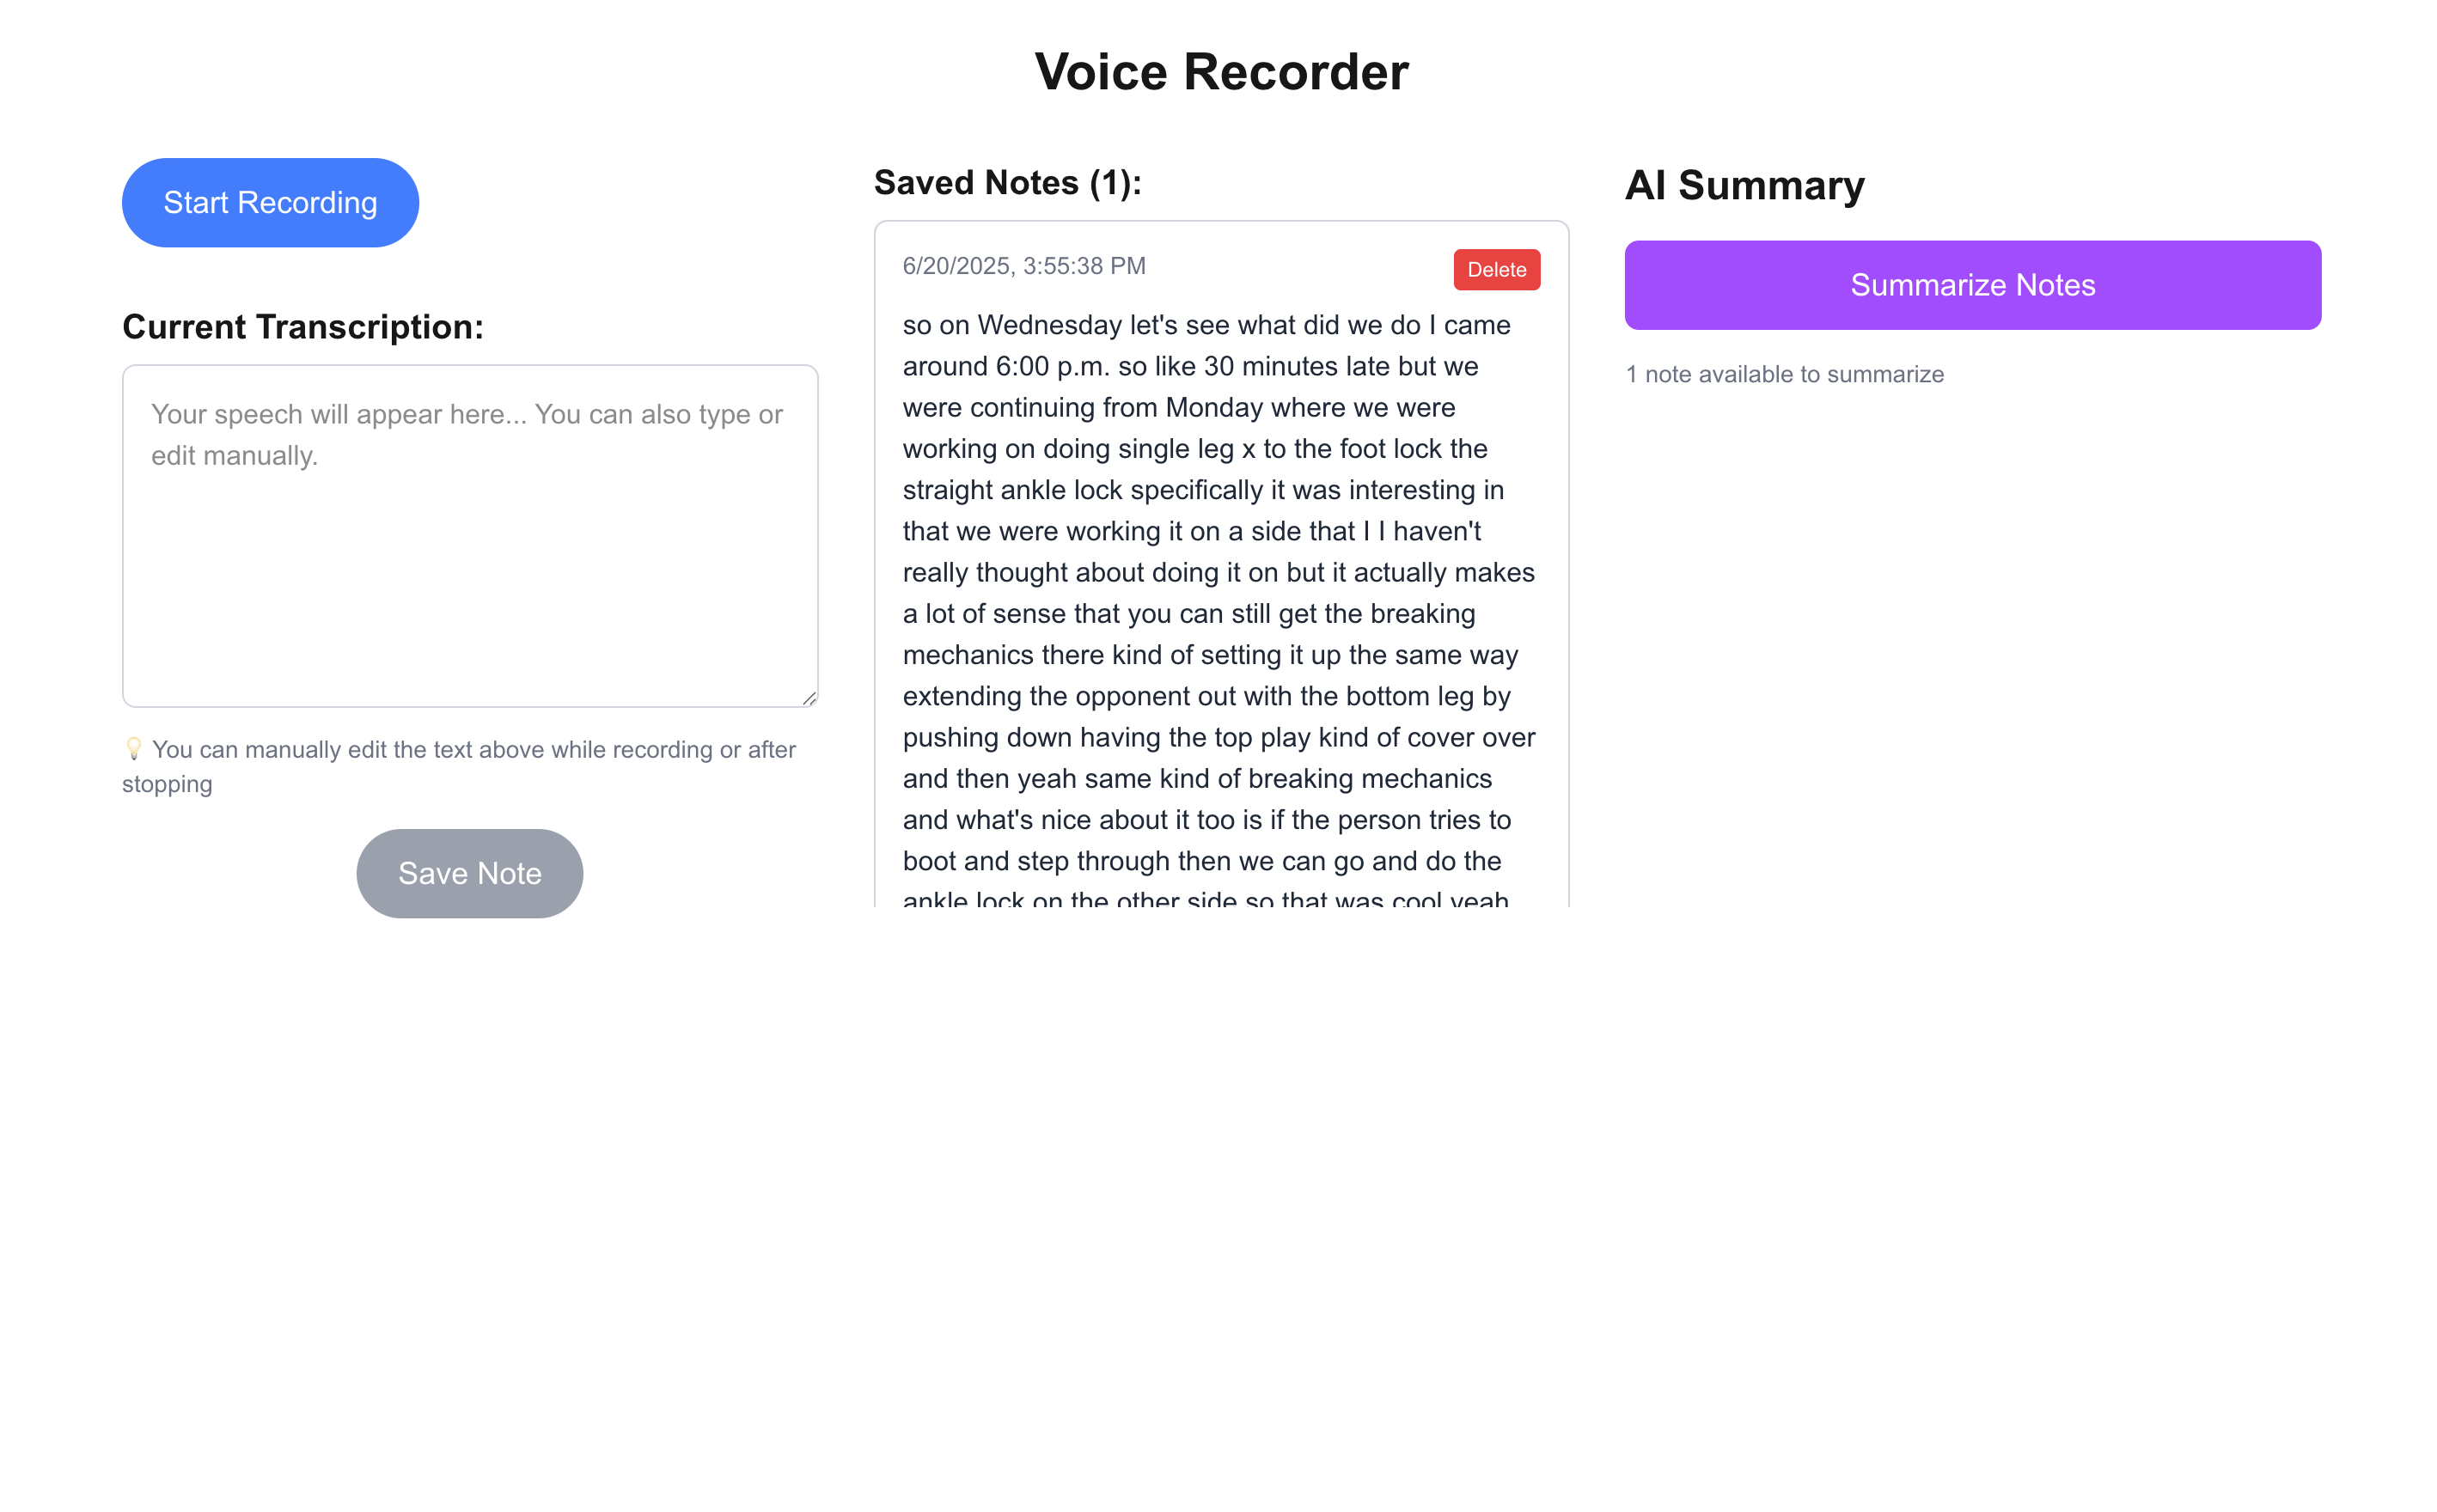 Voice Recorder
Start Recording
Current Transcription:
Your speech will appear here... You can also type or
edit manually.
💡 You can manually edit the text above while recording or after
stopping
Save Note
Saved Notes (1):
6/20/2025, 3:55:38 PM
Delete
so on Wednesday let's see what did we do I came
around 6:00 p.m. so like 30 minutes late but we
were continuing from Monday where we were
working on doing single leg x to the foot lock the
straight ankle lock specifically it was interesting in
that we were working it on a side that I I haven't
really thought about doing it on but it actually makes
a lot of sense that you can still get the breaking
mechanics there kind of setting it up the same way
extending the opponent out with the bottom leg by
pushing down having the top play kind of cover over
and then yeah same kind of breaking mechanics
and what's nice about it too is if the person tries to
boot and step through then we can go and do the
ankle lock on the other side so that was cool yeah
AI Summary
Summarize Notes
1 note available to summarize